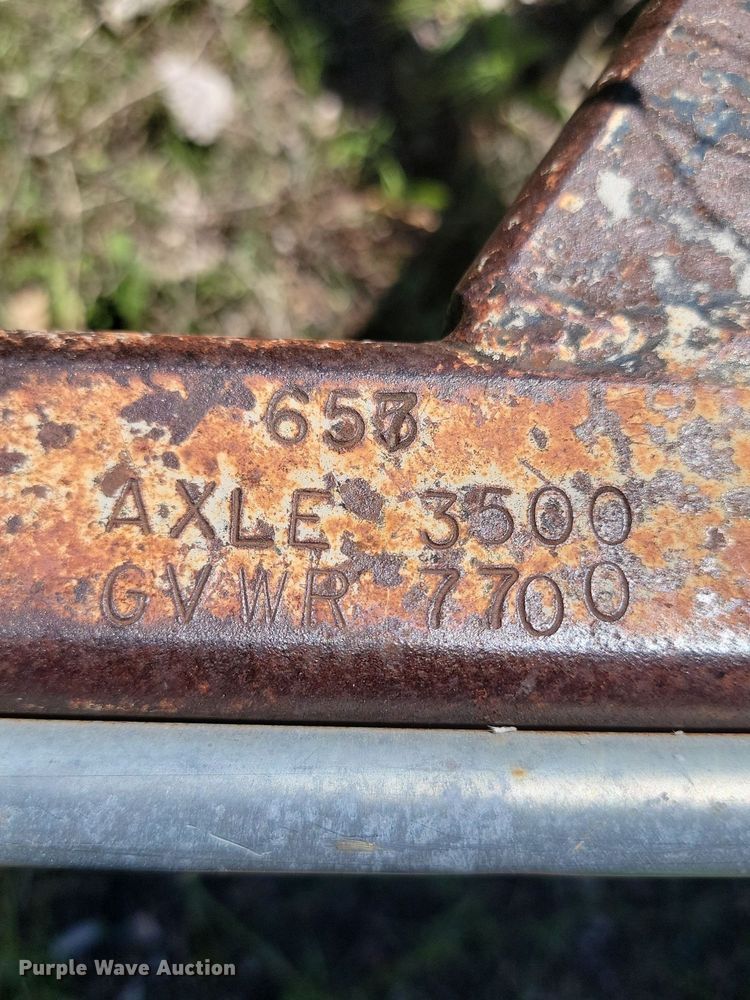 AXLE 3500
GVWR 7700
Purple Wave Auction